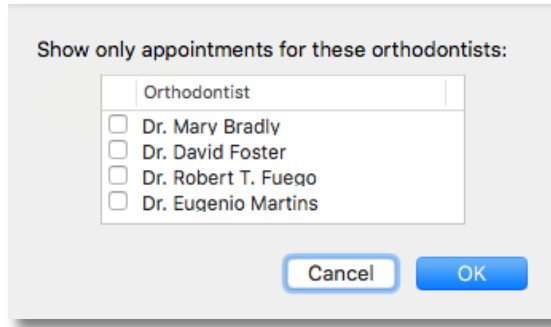 Show only appointments for these orthodontists:
Orthodontist
Dr. Mary Bradly
Dr. David Foster
Dr. Robert T. Fuego
Dr. Eugenio Martins
Cancel OK